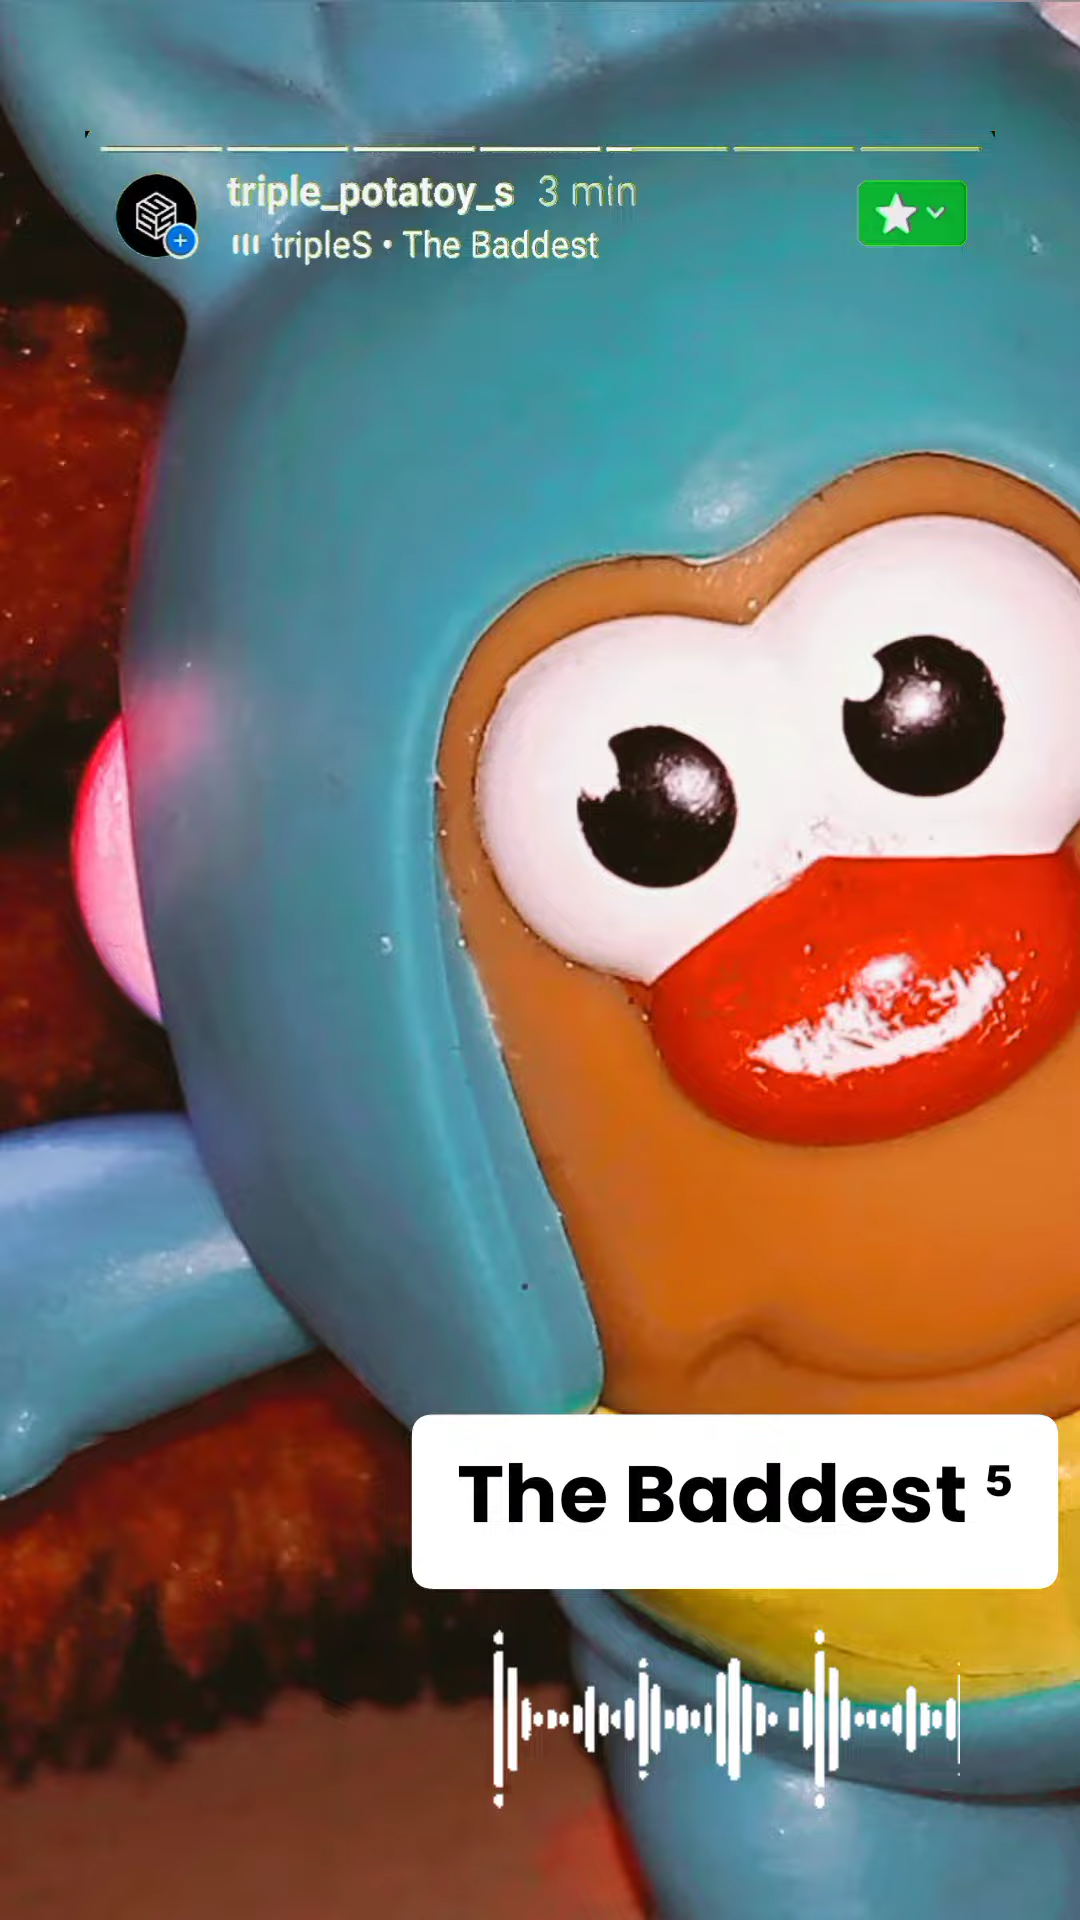 triple_potatoy_s 3 min
tripleS • The Baddest
The Baddest ⁵